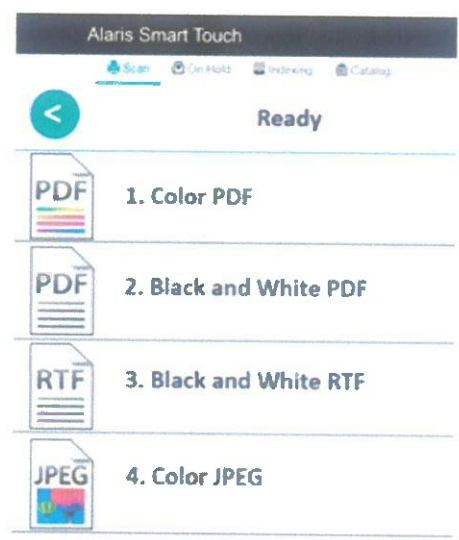 Alaris Smart Touch
Scan On Hold Indexing Catalog
<
Ready
PDF
1. Color PDF
PDF
2. Black and White PDF
RTF
3. Black and White RTF
JPEG
4. Color JPEG